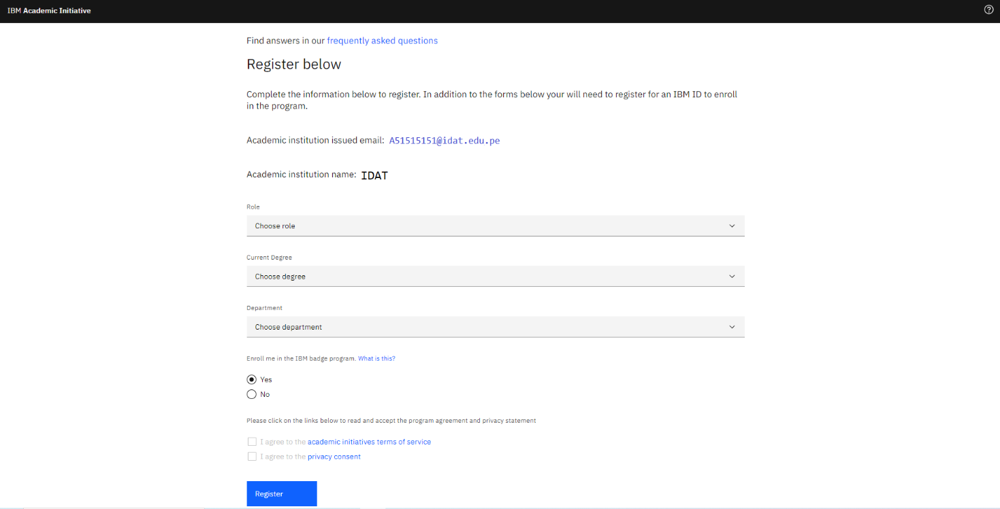 IBM Academic Initiative
Find answers in our frequently asked questions
Register below
Complete the information below to register. In addition to the forms below your will need to register for an IBM ID to enroll
in the program.
Academic institution issued email: A51515151@idat.edu.pe
Academic institution name: IDAT
Role
Choose role
Current Degree
Choose degree
Department
Choose department
Enroll me in the IBM badge program. What is this?
Yes
No
Please click on the links below to read and accept the program agreement and privacy statement
I agree to the academic initiatives terms of service
I agree to the privacy consent
Register